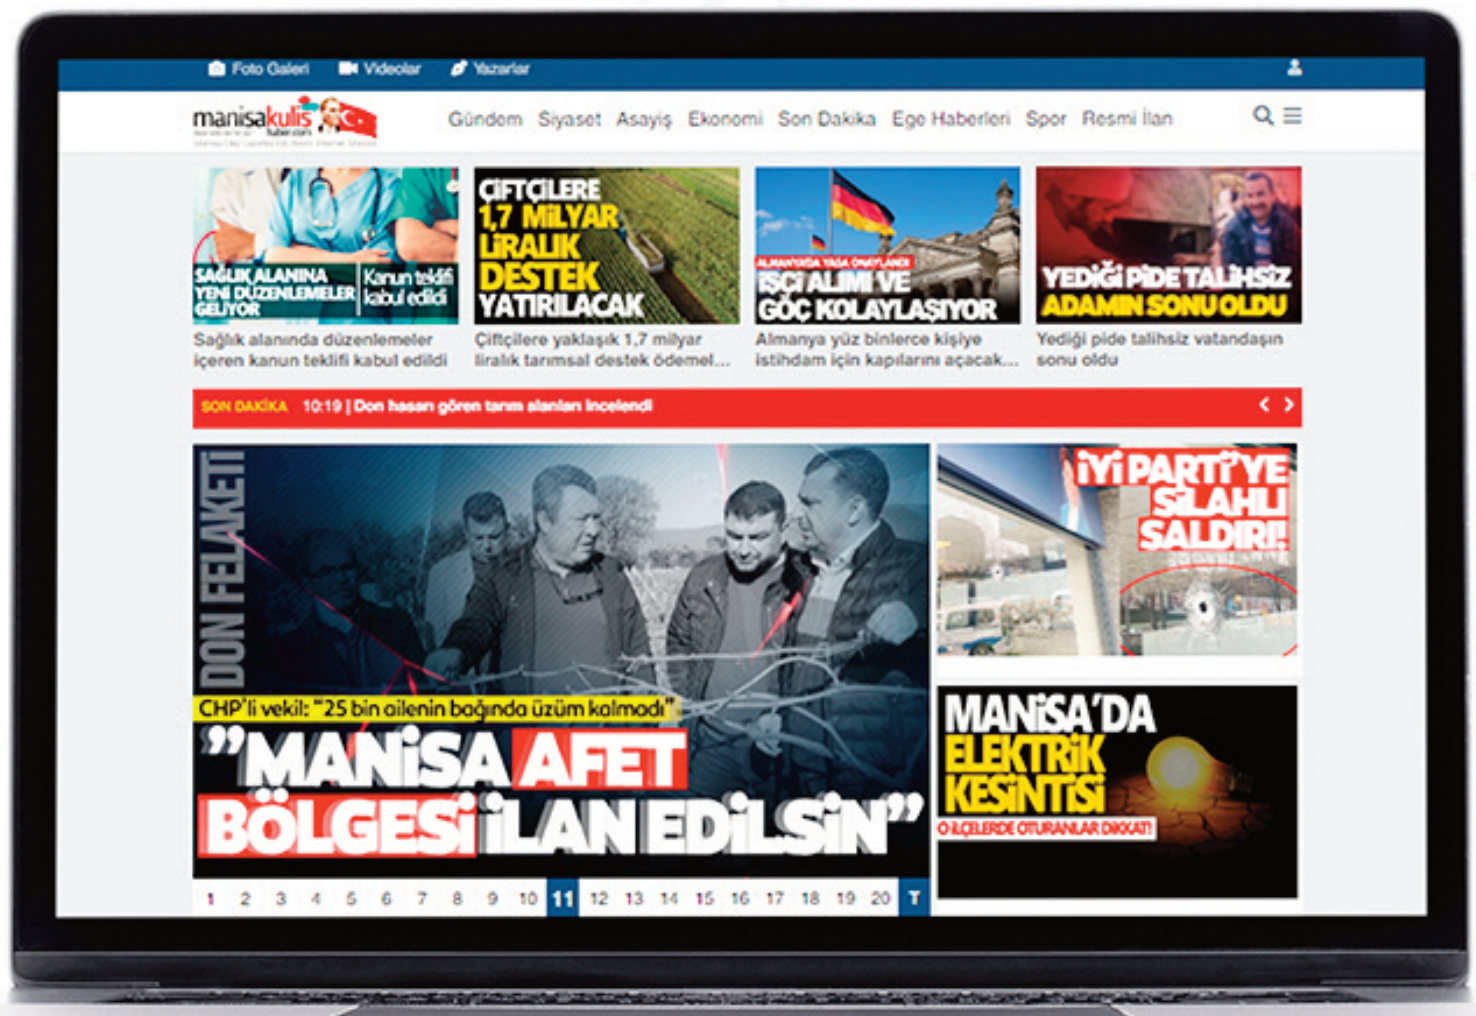 Foto Galeri Videolar Yazarlar
manisakulis
haber.com
Gündem Siyaset Asayiş Ekonomi Son Dakika Ege Haberleri Spor Resmi İlan
SAĞLIK ALANINA
YENİ DÜZENLEMELER
GELİYOR
Kanun teklifi
kabul edildi
Sağlık alanında düzenlemeler
içeren kanun teklifi kabul edildi
ÇİFTÇİLERE
1,7 MİLYAR
LİRALIK
DESTEK
YATIRILACAK
Çiftçilere yaklaşık 1,7 milyar
liralık tarımsal destek ödemel...
ALMANYA'DA YASA ONAYLANDI
İŞÇİ ALIMI VE
GÖÇ KOLAYLAŞIYOR
Almanya yüz binlerce kişiye
istihdam için kapılarını açacak...
YEDİĞİ PİDE TALİHSİZ
ADAMIN SONU OLDU
Yediği pide talihsiz vatandaşın
sonu oldu
SON DAKİKA 10:19 | Don hasarı gören tarım alanları incelendi
DON FELAKETİ
CHP'li vekil: "25 bin ailenin bağında üzüm kalmadı"
"MANİSA AFET
BÖLGESİ İLAN EDİLSİN"
1 2 3 4 5 6 7 8 9 10 11 12 13 14 15 16 17 18 19 20 T
İYİ PARTİ'YE
SİLAHLI
SALDIRI!
MANİSA'DA
ELEKTRİK
KESİNTİSİ
O İLÇELERDE OTURANLAR DİKKAT!